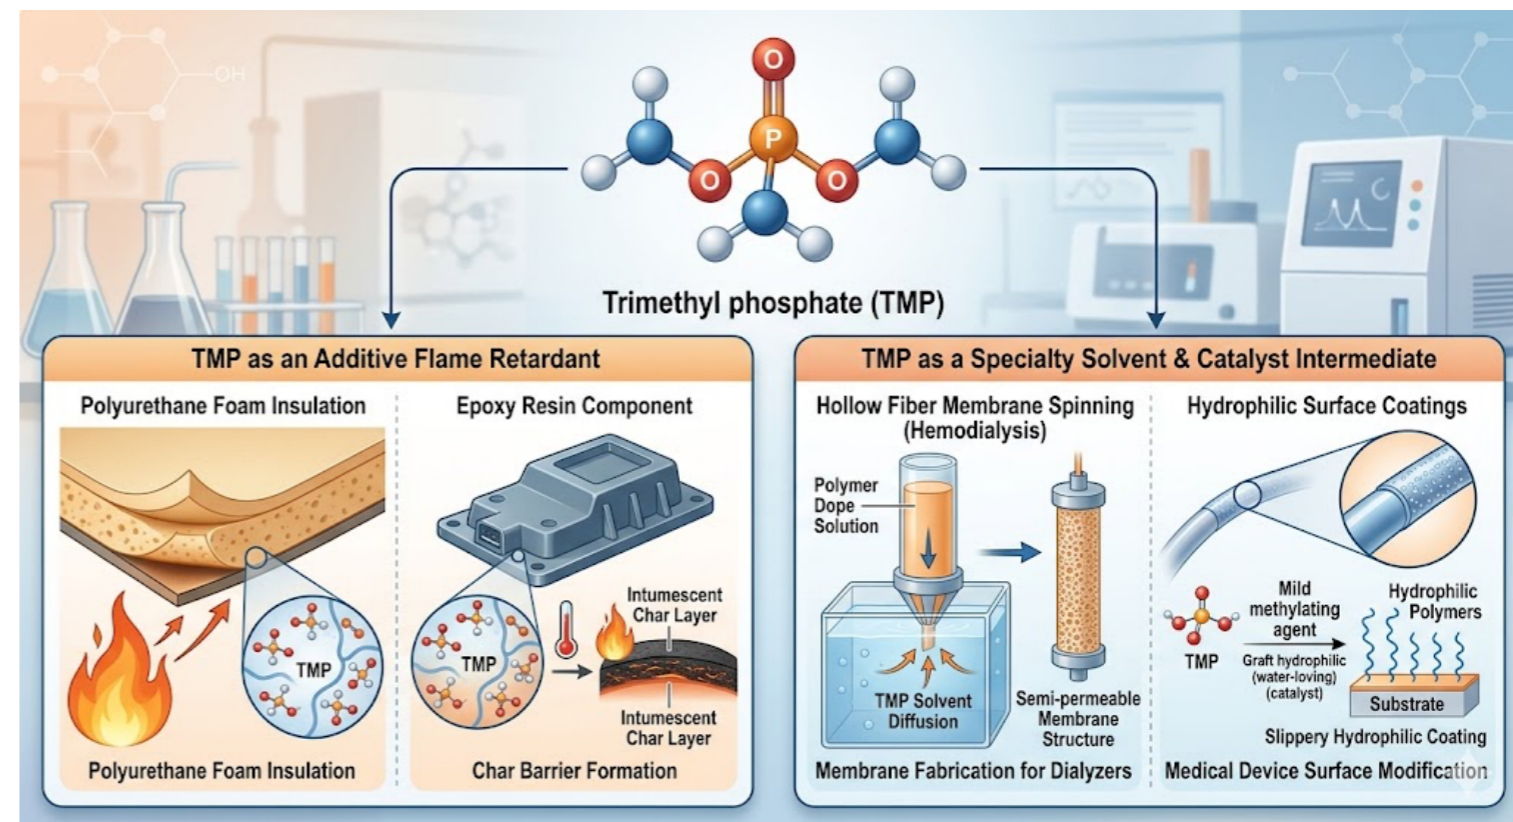 OH
O
P
O
O
Trimethyl phosphate (TMP)
TMP as an Additive Flame Retardant
Polyurethane Foam Insulation
TMP
Polyurethane Foam Insulation
Epoxy Resin Component
TMP
Intumescent
Char Layer
Intumescent
Char Layer
Char Barrier Formation
TMP as a Specialty Solvent & Catalyst Intermediate
Hollow Fiber Membrane Spinning
(Hemodialysis)
Polymer
Dope
Solution
TMP Solvent
Diffusion
Semi-permeable
Membrane
Structure
Membrane Fabrication for Dialyzers
Hydrophilic Surface Coatings
TMP
Mild
methylating
agent
Graft hydrophilic
(water-loving)
(catalyst)
Hydrophilic
Polymers
Substrate
Slippery Hydrophilic Coating
Medical Device Surface Modification